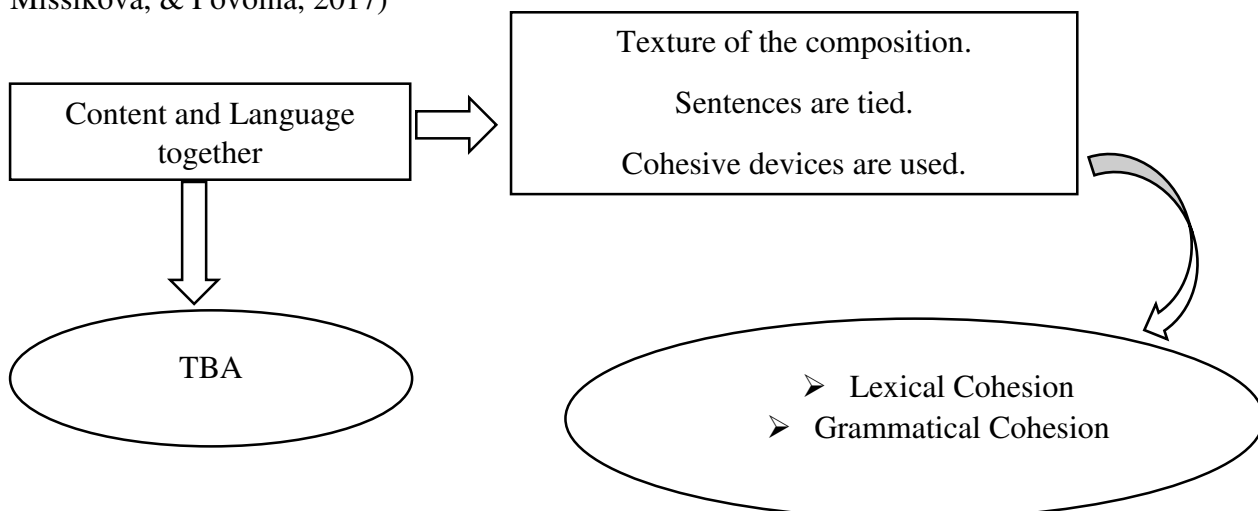 Missikova, & Povolna, 2017)
Texture of the composition.
Sentences are tied.
Cohesive devices are used.
Content and Language
together
TBA
➢ Lexical Cohesion
➢ Grammatical Cohesion